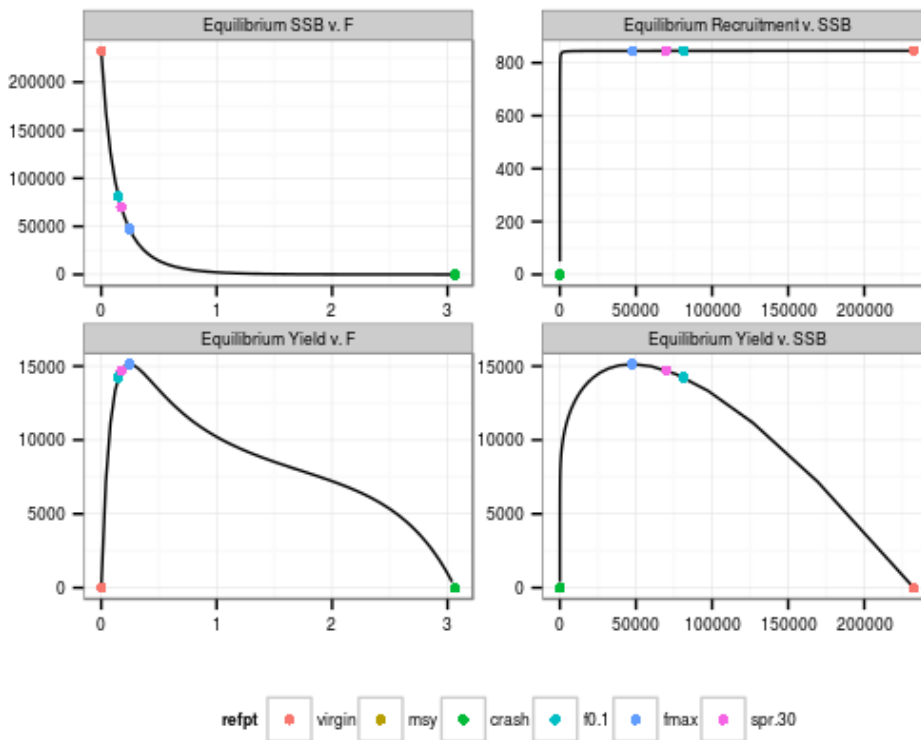 Equilibrium SSB v. F
200000
150000
100000
50000
0
0 1 2 3
Equilibrium Recruitment v. SSB
800
600
400
200
0
0 50000 100000 150000 200000
Equilibrium Yield v. F
15000
10000
5000
0
0 1 2 3
Equilibrium Yield v. SSB
15000
10000
5000
0
0 50000 100000 150000 200000
refpt virgin msy crash f0.1 fmax spr.30